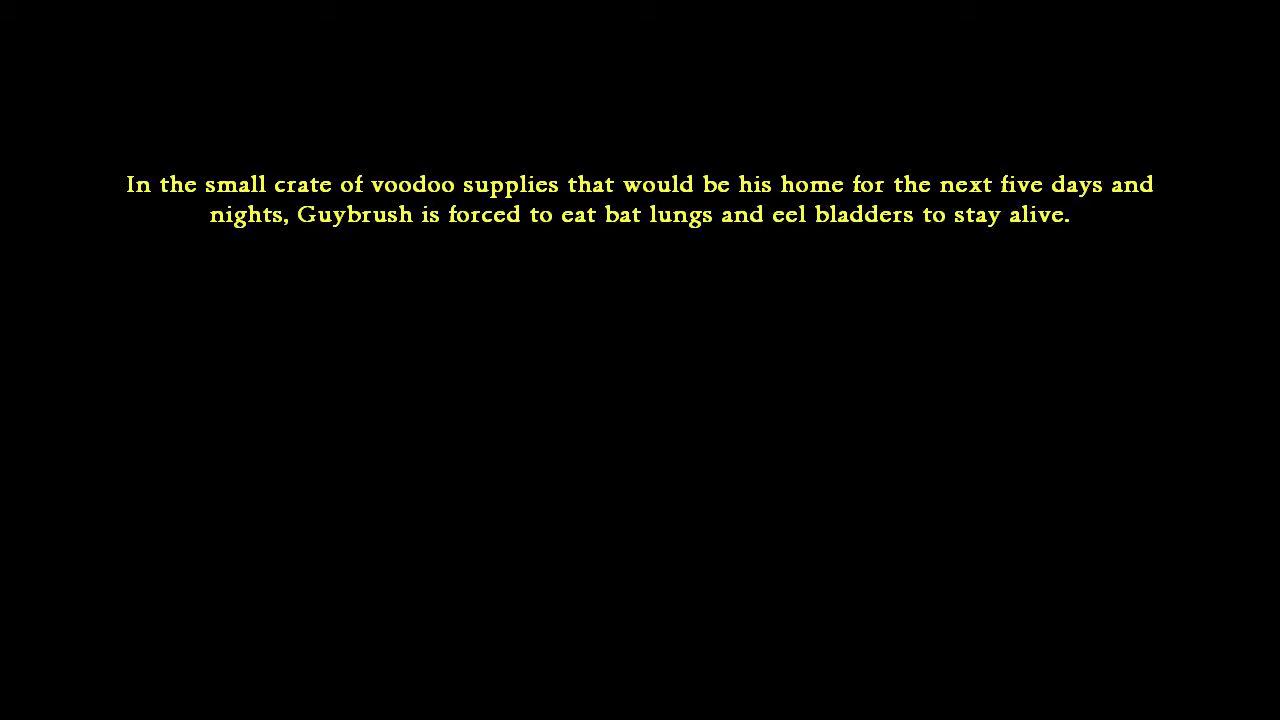 In the small crate of voodoo supplies that would be his home for the next five days and
nights, Guybrush is forced to eat bat lungs and eel bladders to stay alive.